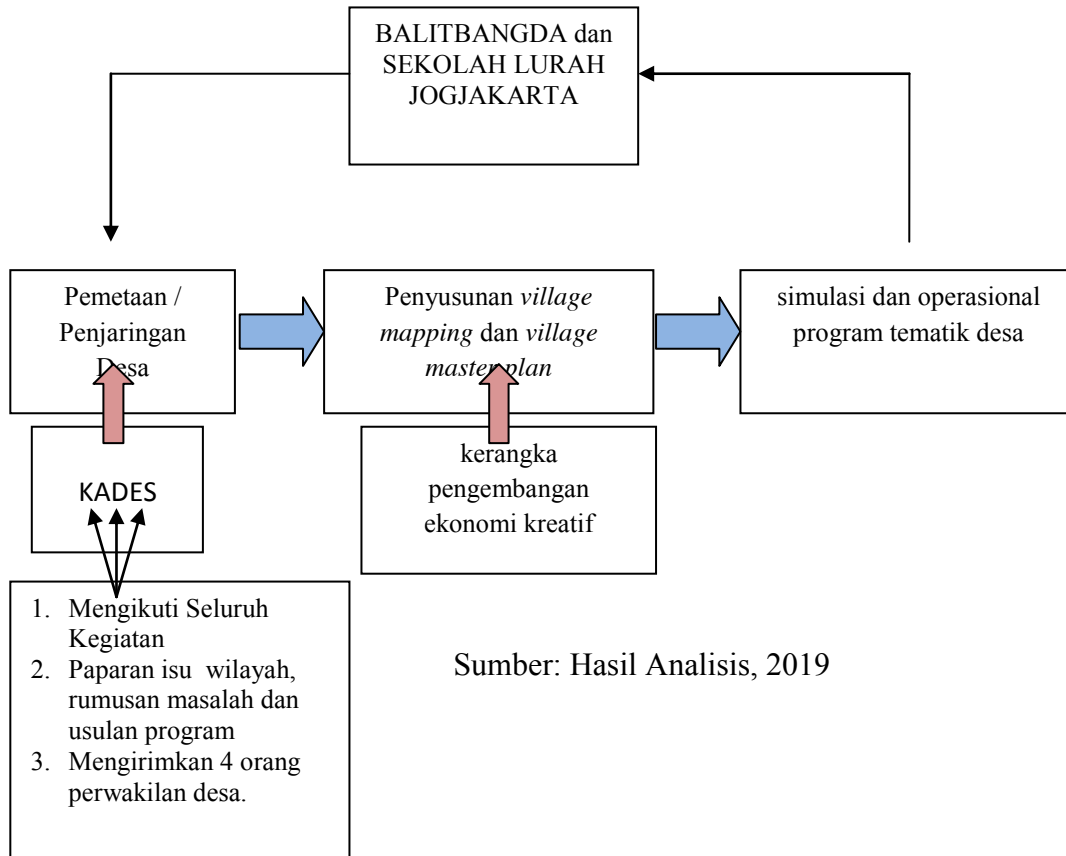 BALITBANGDA dan
SEKOLAH LURAH
JOGJAKARTA
Pemetaan /
Penjaringan
Desa
Penyusunan village
mapping dan village
master plan
simulasi dan operasional
program tematik desa
KADES
kerangka
pengembangan
ekonomi kreatif
1. Mengikuti Seluruh
Kegiatan
2. Paparan isu wilayah,
rumusan masalah dan
usulan program
3. Mengirimkan 4 orang
perwakilan desa.
Sumber: Hasil Analisis, 2019